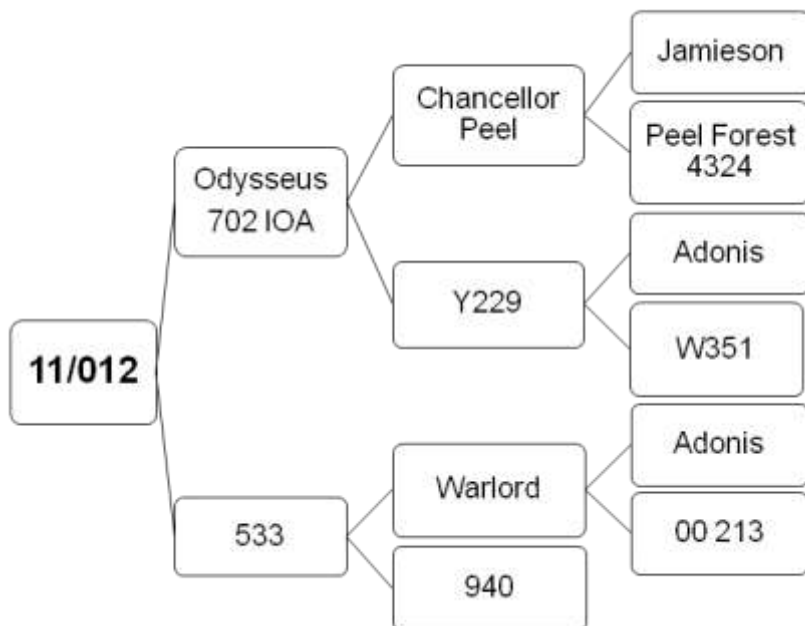 Jamieson
Chancellor
Peel
Peel Forest
4324
Odysseus
702 IOA
Adonis
Y229
W351
11/012
Adonis
Warlord
00 213
533
940